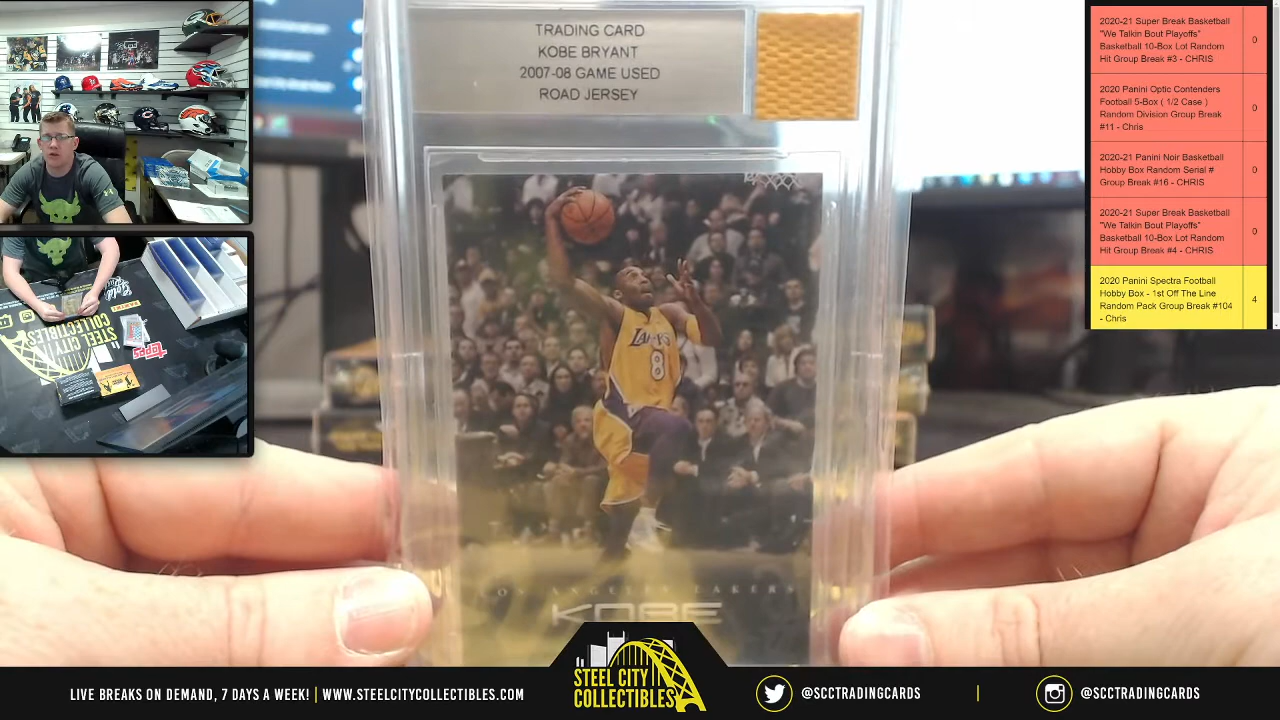 TRADING CARD
KOBE BRYANT
2007-08 GAME USED
ROAD JERSEY
LAKERS
8
LOS ANGELES LAKERS
KOBE
2020-21 Super Break Basketball
"We Talkin Bout Playoffs"
Basketball 10-Box Lot Random
Hit Group Break #3 - CHRIS
0
2020 Panini Optic Contenders
Football 5-Box ( 1/2 Case )
Random Division Group Break
#11 - Chris
0
2020-21 Panini Noir Basketball
Hobby Box Random Serial #
Group Break #16 - CHRIS
0
2020-21 Super Break Basketball
"We Talkin Bout Playoffs"
Basketball 10-Box Lot Random
Hit Group Break #4 - CHRIS
0
2020 Panini Spectra Football
Hobby Box - 1st Off The Line
Random Pack Group Break #104
- Chris
4
STEEL CITY
COLLECTIBLES
Topps
PANINI
Gold
LIVE BREAKS ON DEMAND, 7 DAYS A WEEK! | WWW.STEELCITYCOLLECTIBLES.COM
STEEL CITY
COLLECTIBLES
@SCCTRADINGCARDS
|
@SCCTRADINGCARDS